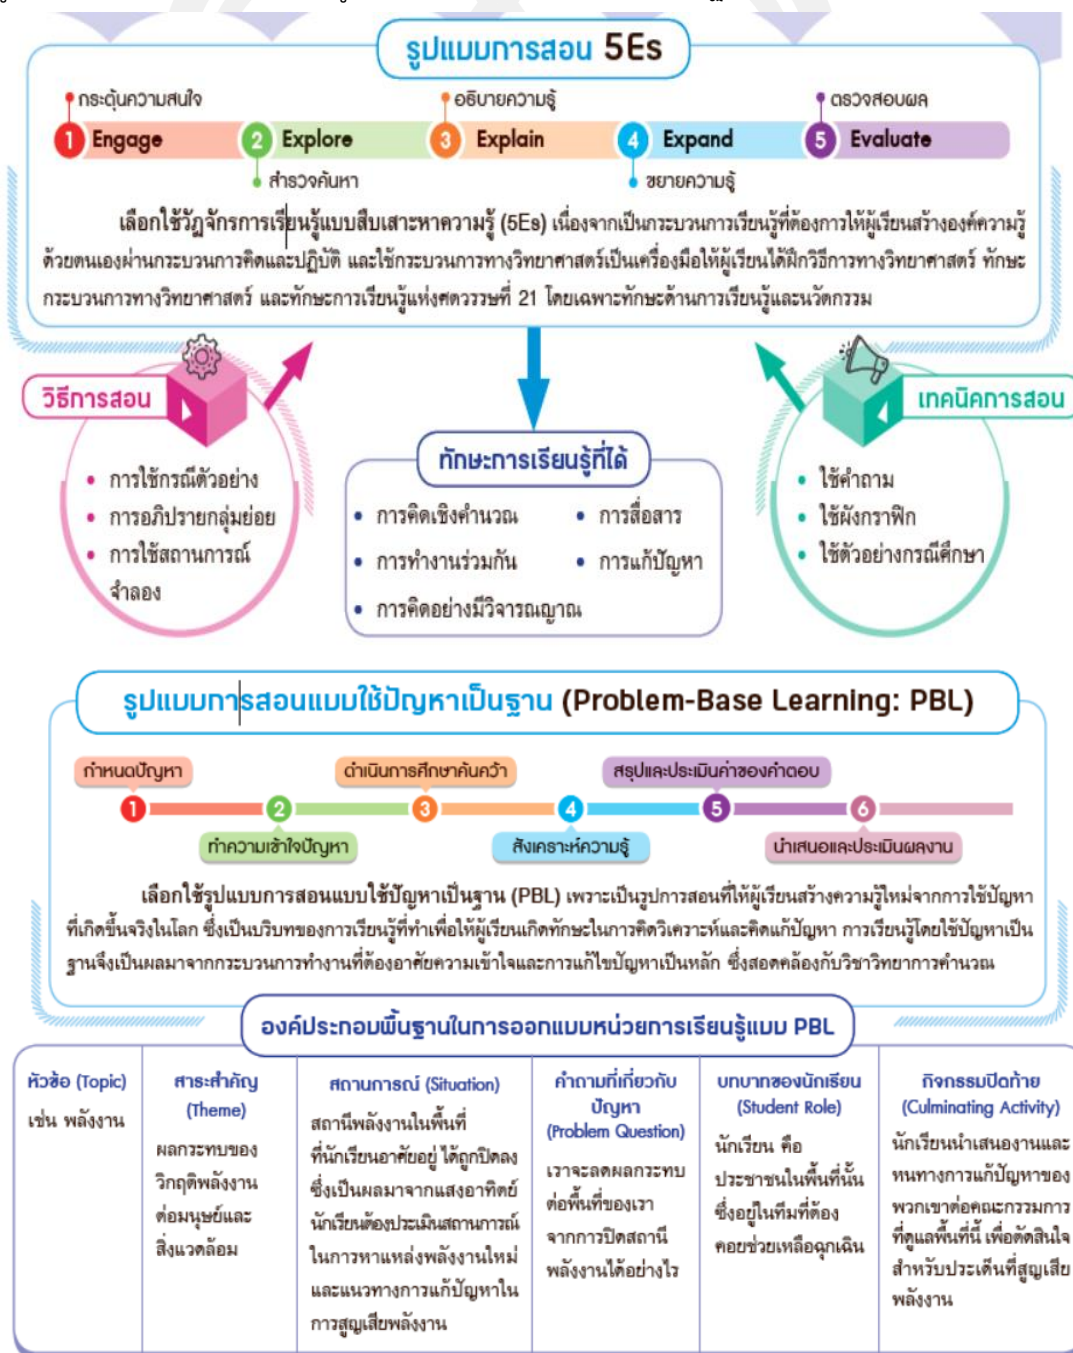 รูปแบบการสอน 5Es
กระตุ้นความสนใจ
อธิบายความรู้
ตรวจสอบผล
1 Engage
2 Explore
3 Explain
4 Expand
5 Evaluate
สำรวจค้นหา
ขยายความรู้
เลือกใช้วัฏจักรการเรียนรู้แบบสืบเสาะหาความรู้ (5Es) เนื่องจากเป็นกระบวนการเรียนรู้ที่ต้องการให้ผู้เรียนสร้างองค์ความรู้
ด้วยตนเองผ่านกระบวนการคิดและปฏิบัติ และใช้กระบวนการทางวิทยาศาสตร์เป็นเครื่องมือให้ผู้เรียนได้ฝึกวิธีการทางวิทยาศาสตร์ ทักษะ
กระบวนการทางวิทยาศาสตร์ และทักษะการเรียนรู้แห่งศตวรรษที่ 21 โดยเฉพาะทักษะด้านการเรียนรู้และนวัตกรรม
วิธีการสอน
• การใช้กรณีตัวอย่าง
• การอภิปรายกลุ่มย่อย
• การใช้สถานการณ์
จำลอง
ทักษะการเรียนรู้ที่ได้
• การคิดเชิงคำนวณ
• การสื่อสาร
• การทำงานร่วมกัน
• การแก้ปัญหา
• การคิดอย่างมีวิจารณญาณ
เทคนิคการสอน
• ใช้คำถาม
• ใช้ผังกราฟิก
• ใช้ตัวอย่างกรณีศึกษา
รูปแบบการสอนแบบใช้ปัญหาเป็นฐาน (Problem-Base Learning: PBL)
กำหนดปัญหา
ดำเนินการศึกษาค้นคว้า
สรุปและประเมินค่าของคำตอบ
1
2
3
4
5
6
ทำความเข้าใจปัญหา
สังเคราะห์ความรู้
นำเสนอและประเมินผลงาน
เลือกใช้รูปแบบการสอนแบบใช้ปัญหาเป็นฐาน (PBL) เพราะเป็นรูปการสอนที่ให้ผู้เรียนสร้างความรู้ใหม่จากการใช้ปัญหา
ที่เกิดขึ้นจริงในโลก ซึ่งเป็นบริบทของการเรียนรู้ที่ทำเพื่อให้ผู้เรียนเกิดทักษะในการคิดวิเคราะห์และคิดแก้ปัญหา การเรียนรู้โดยใช้ปัญหาเป็น
ฐานจึงเป็นผลมาจากกระบวนการทำงานที่ต้องอาศัยความเข้าใจและการแก้ไขปัญหาเป็นหลัก ซึ่งสอดคล้องกับวิชาวิทยาการคำนวณ
องค์ประกอบพื้นฐานในการออกแบบหน่วยการเรียนรู้แบบ PBL
หัวข้อ (Topic)
เช่น พลังงาน
สาระสำคัญ
(Theme)
ผลกระทบของ
วิกฤติพลังงาน
ต่อมนุษย์และ
สิ่งแวดล้อม
สถานการณ์ (Situation)
สถานีพลังงานในพื้นที่
ที่นักเรียนอาศัยอยู่ ได้ถูกปิดลง
ซึ่งเป็นผลมาจากแสงอาทิตย์
นักเรียนต้องประเมินสถานการณ์
ในการหาแหล่งพลังงานใหม่
และแนวทางการแก้ปัญหาใน
การสูญเสียพลังงาน
คำถามที่เกี่ยวกับ
ปัญหา
(Problem Question)
เราจะลดผลกระทบ
ต่อพื้นที่ของเรา
จากการปิดสถานี
พลังงานได้อย่างไร
บทบาทของนักเรียน
(Student Role)
นักเรียน คือ
ประชาชนในพื้นที่นั้น
ซึ่งอยู่ในทีมที่ต้อง
คอยช่วยเหลือฉุกเฉิน
กิจกรรมปิดท้าย
(Culminating Activity)
นักเรียนนำเสนองานและ
หนทางการแก้ปัญหาของ
พวกเขาต่อคณะกรรมการ
ที่ดูแลพื้นที่นี้ เพื่อตัดสินใจ
สำหรับประเด็นที่สูญเสีย
พลังงาน